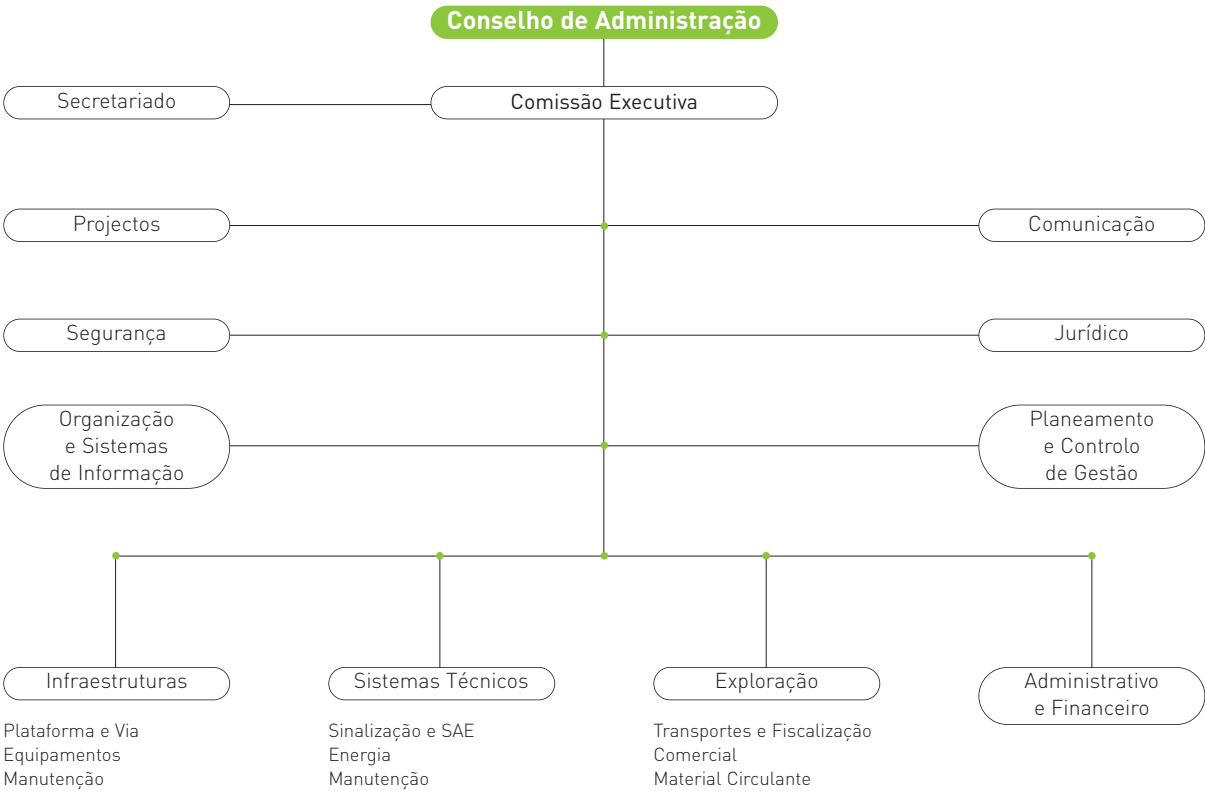 Conselho de Administração
Secretariado
Comissão Executiva
Projectos
Comunicação
Segurança
Jurídico
Organização
e Sistemas
de Informação
Planeamento
e Controlo
de Gestão
Infraestruturas
Plataforma e Via
Equipamentos
Manutenção
Sistemas Técnicos
Sinalização e SAE
Energia
Manutenção
Exploração
Transportes e Fiscalização
Comercial
Material Circulante
Administrativo
e Financeiro